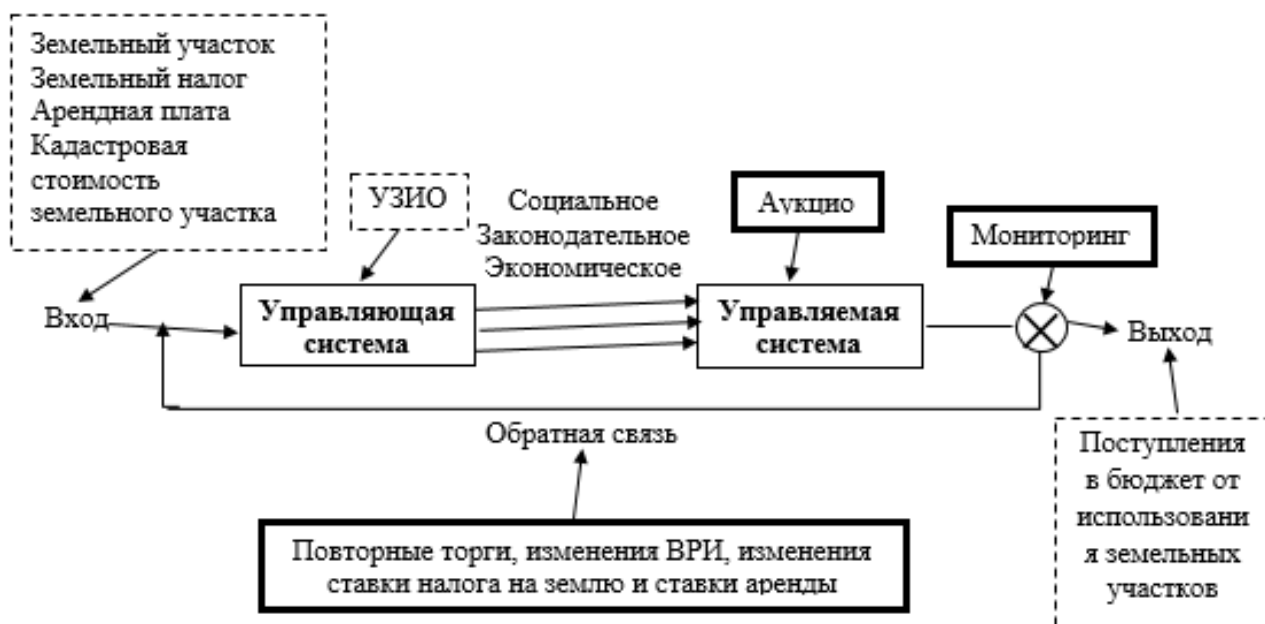 Земельный участок
Земельный налог
Арендная плата
Кадастровая
стоимость
земельного участка
УЗИО
Социальное
Законодательное
Экономическое
Аукцио
Мониторинг
Вход
Управляющая
система
Управляемая
система
Выход
Обратная связь
Повторные торги, изменения ВРИ, изменения
ставки налога на землю и ставки аренды
Поступления
в бюджет от
использовани
я земельных
участков